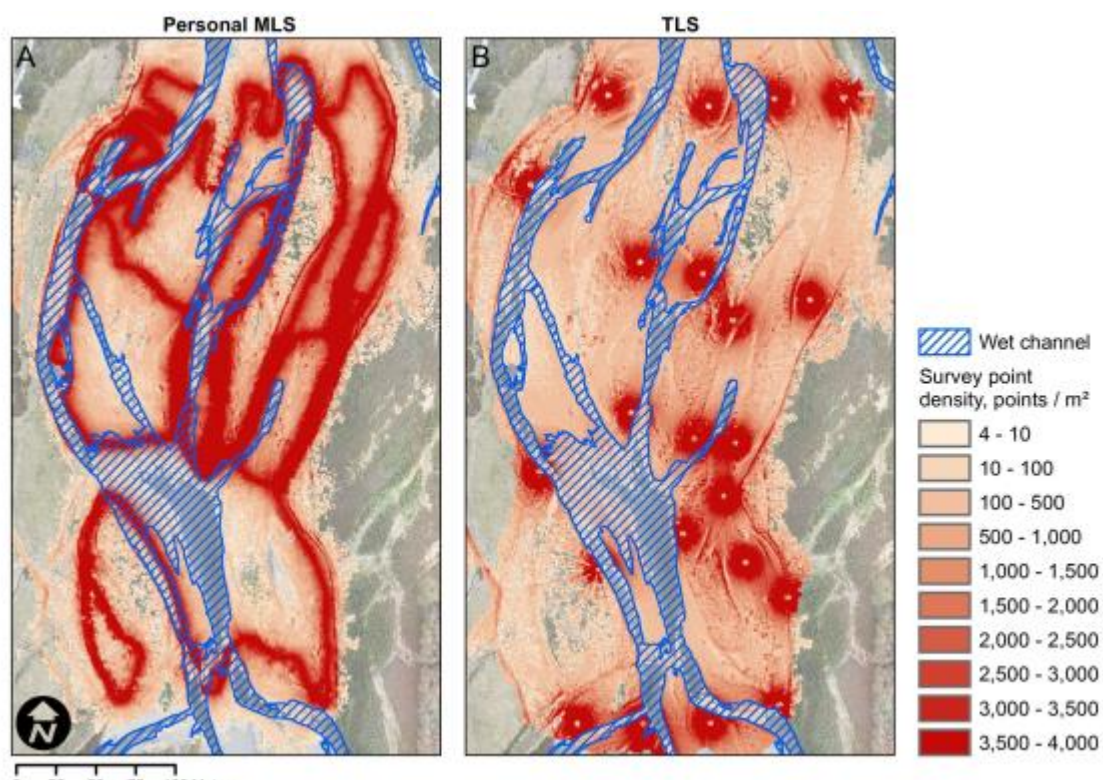 Personal MLS
TLS
A
B
Wet channel
Survey point
density, points / m²
4 - 10
10 - 100
100 - 500
500 - 1,000
1,000 - 1,500
1,500 - 2,000
2,000 - 2,500
2,500 - 3,000
3,000 - 3,500
3,500 - 4,000
N